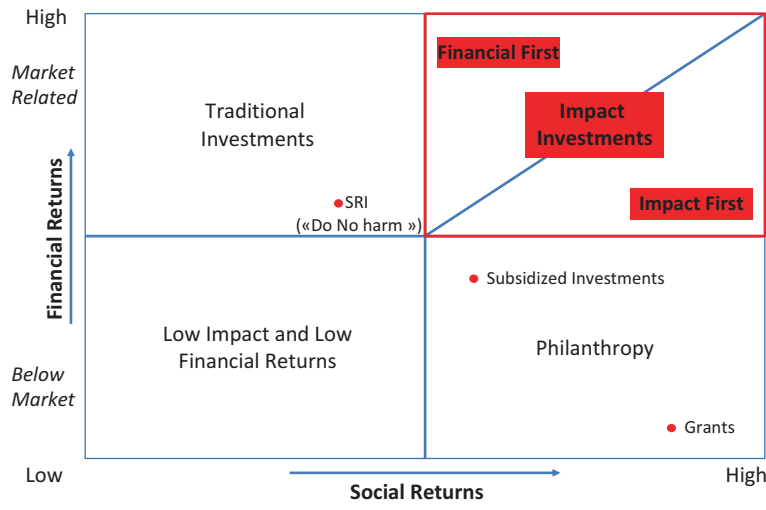 High
Market
Related
Financial Returns
Below
Market
Low
Traditional
Investments
SRI
(«Do No harm »)
Financial First
Impact
Investments
Impact First
Low Impact and Low
Financial Returns
Subsidized Investments
Philanthropy
Grants
Social Returns
High